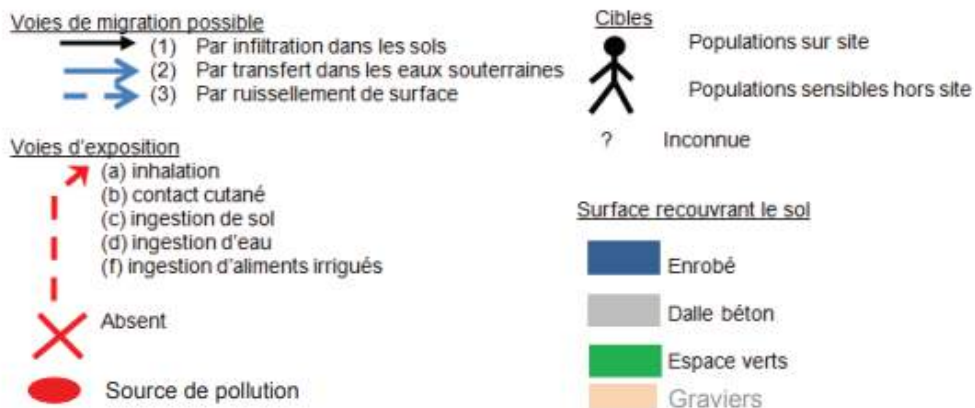 Voies de migration possible
(1) Par infiltration dans les sols
(2) Par transfert dans les eaux souterraines
(3) Par ruissellement de surface
Voies d'exposition
(a) inhalation
(b) contact cutané
(c) ingestion de sol
(d) ingestion d'eau
(f) ingestion d'aliments irrigués
Absent
Source de pollution
Cibles
Populations sur site
Populations sensibles hors site
? Inconnue
Surface recouvrant le sol
Enrobé
Dalle béton
Espace verts
Graviers